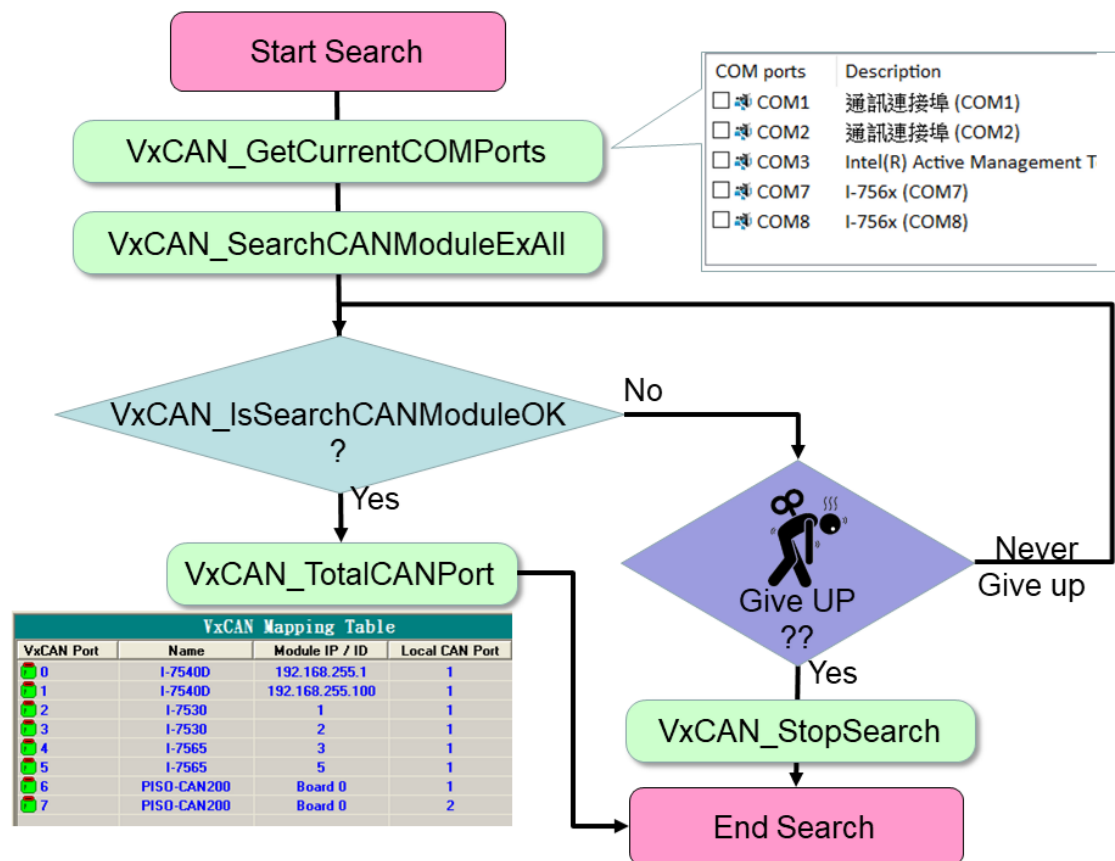 Start Search
COM ports Description
COM1 通訊連接埠 (COM1)
COM2 通訊連接埠 (COM2)
COM3 Intel(R) Active Management T
COM7 I-756x (COM7)
COM8 I-756x (COM8)
VxCAN_GetCurrentCOMPorts
VxCAN_SearchCANModuleExAll
VxCAN_IsSearchCANModuleOK
?
No
Yes
Give UP
??
Never
Give up
Yes
VxCAN_TotalCANPort
VxCAN Mapping Table
VxCAN Port Name Module IP / ID Local CAN Port
0 I-7540D 192.168.255.1 1
1 I-7540D 192.168.255.100 1
2 I-7530 1 1
3 I-7530 2 1
4 I-7565 3 1
5 I-7565 5 1
6 PISO-CAN200 Board 0 1
7 PISO-CAN200 Board 0 2
VxCAN_StopSearch
End Search